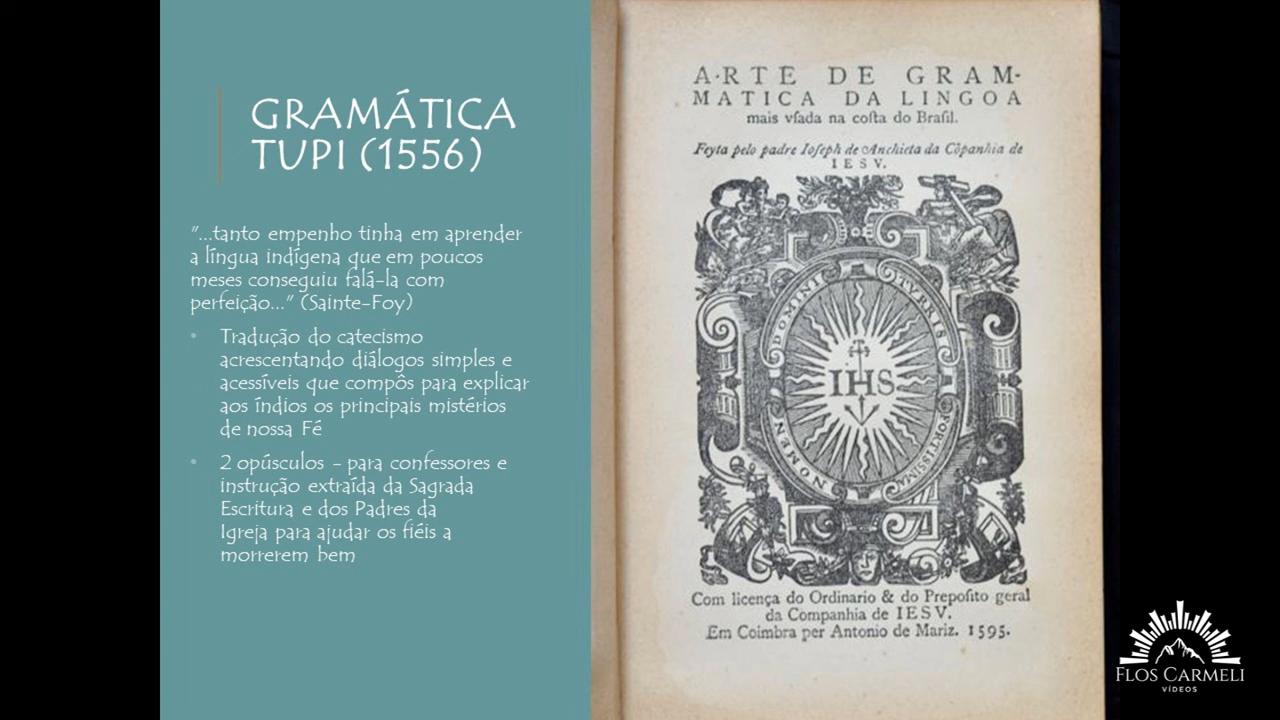 GRAMÁTICA
TUPI (1556)
"...tanto empenho tinha em aprender
a língua indígena que em poucos
meses conseguiu falá-la com
perfeição..." (Sainte-Foy)
• Tradução do catecismo
acrescentando diálogos simples e
acessíveis que compôs para explicar
aos índios os principais mistérios
de nossa Fé
• 2 opúsculos - para confessores e
instrução extraída da Sagrada
Escritura e dos Padres da
Igreja para ajudar os fiéis a
morrerem bem
A·RTE DE GRAM-
MATICA DA LINGOA
mais vſada na coſta do Braſil.
Feyta pelo padre Ioſeph de Anchieta da Cõpanhia de
IESV.
TVRRIS
FORTISSIMA
NOMEN
DOMINI
IHS
Com licença do Ordinario & do Prepoſito geral
da Companhia de IESV.
Em Coimbra per Antonio de Mariz. 1595.
FLOS CARMELI
VÍDEOS